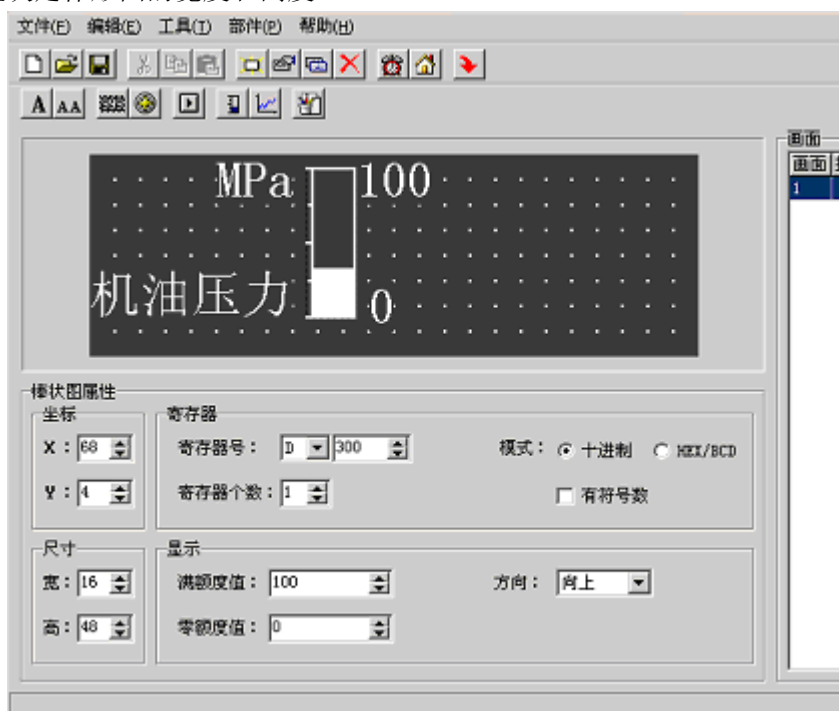 文件(F) 编辑(E) 工具(T) 部件(P) 帮助(H)
A AA
画面
画面
1
MPa 100
机油压力 0
棒状图属性
坐标 寄存器
X：68 寄存器号： D 300 模式： 十进制 HEX/BCD
Y：4 寄存器个数：1 有符号数
尺寸 显示
宽：16 满额度值：100 方向： 向上
高：48 零额度值：0